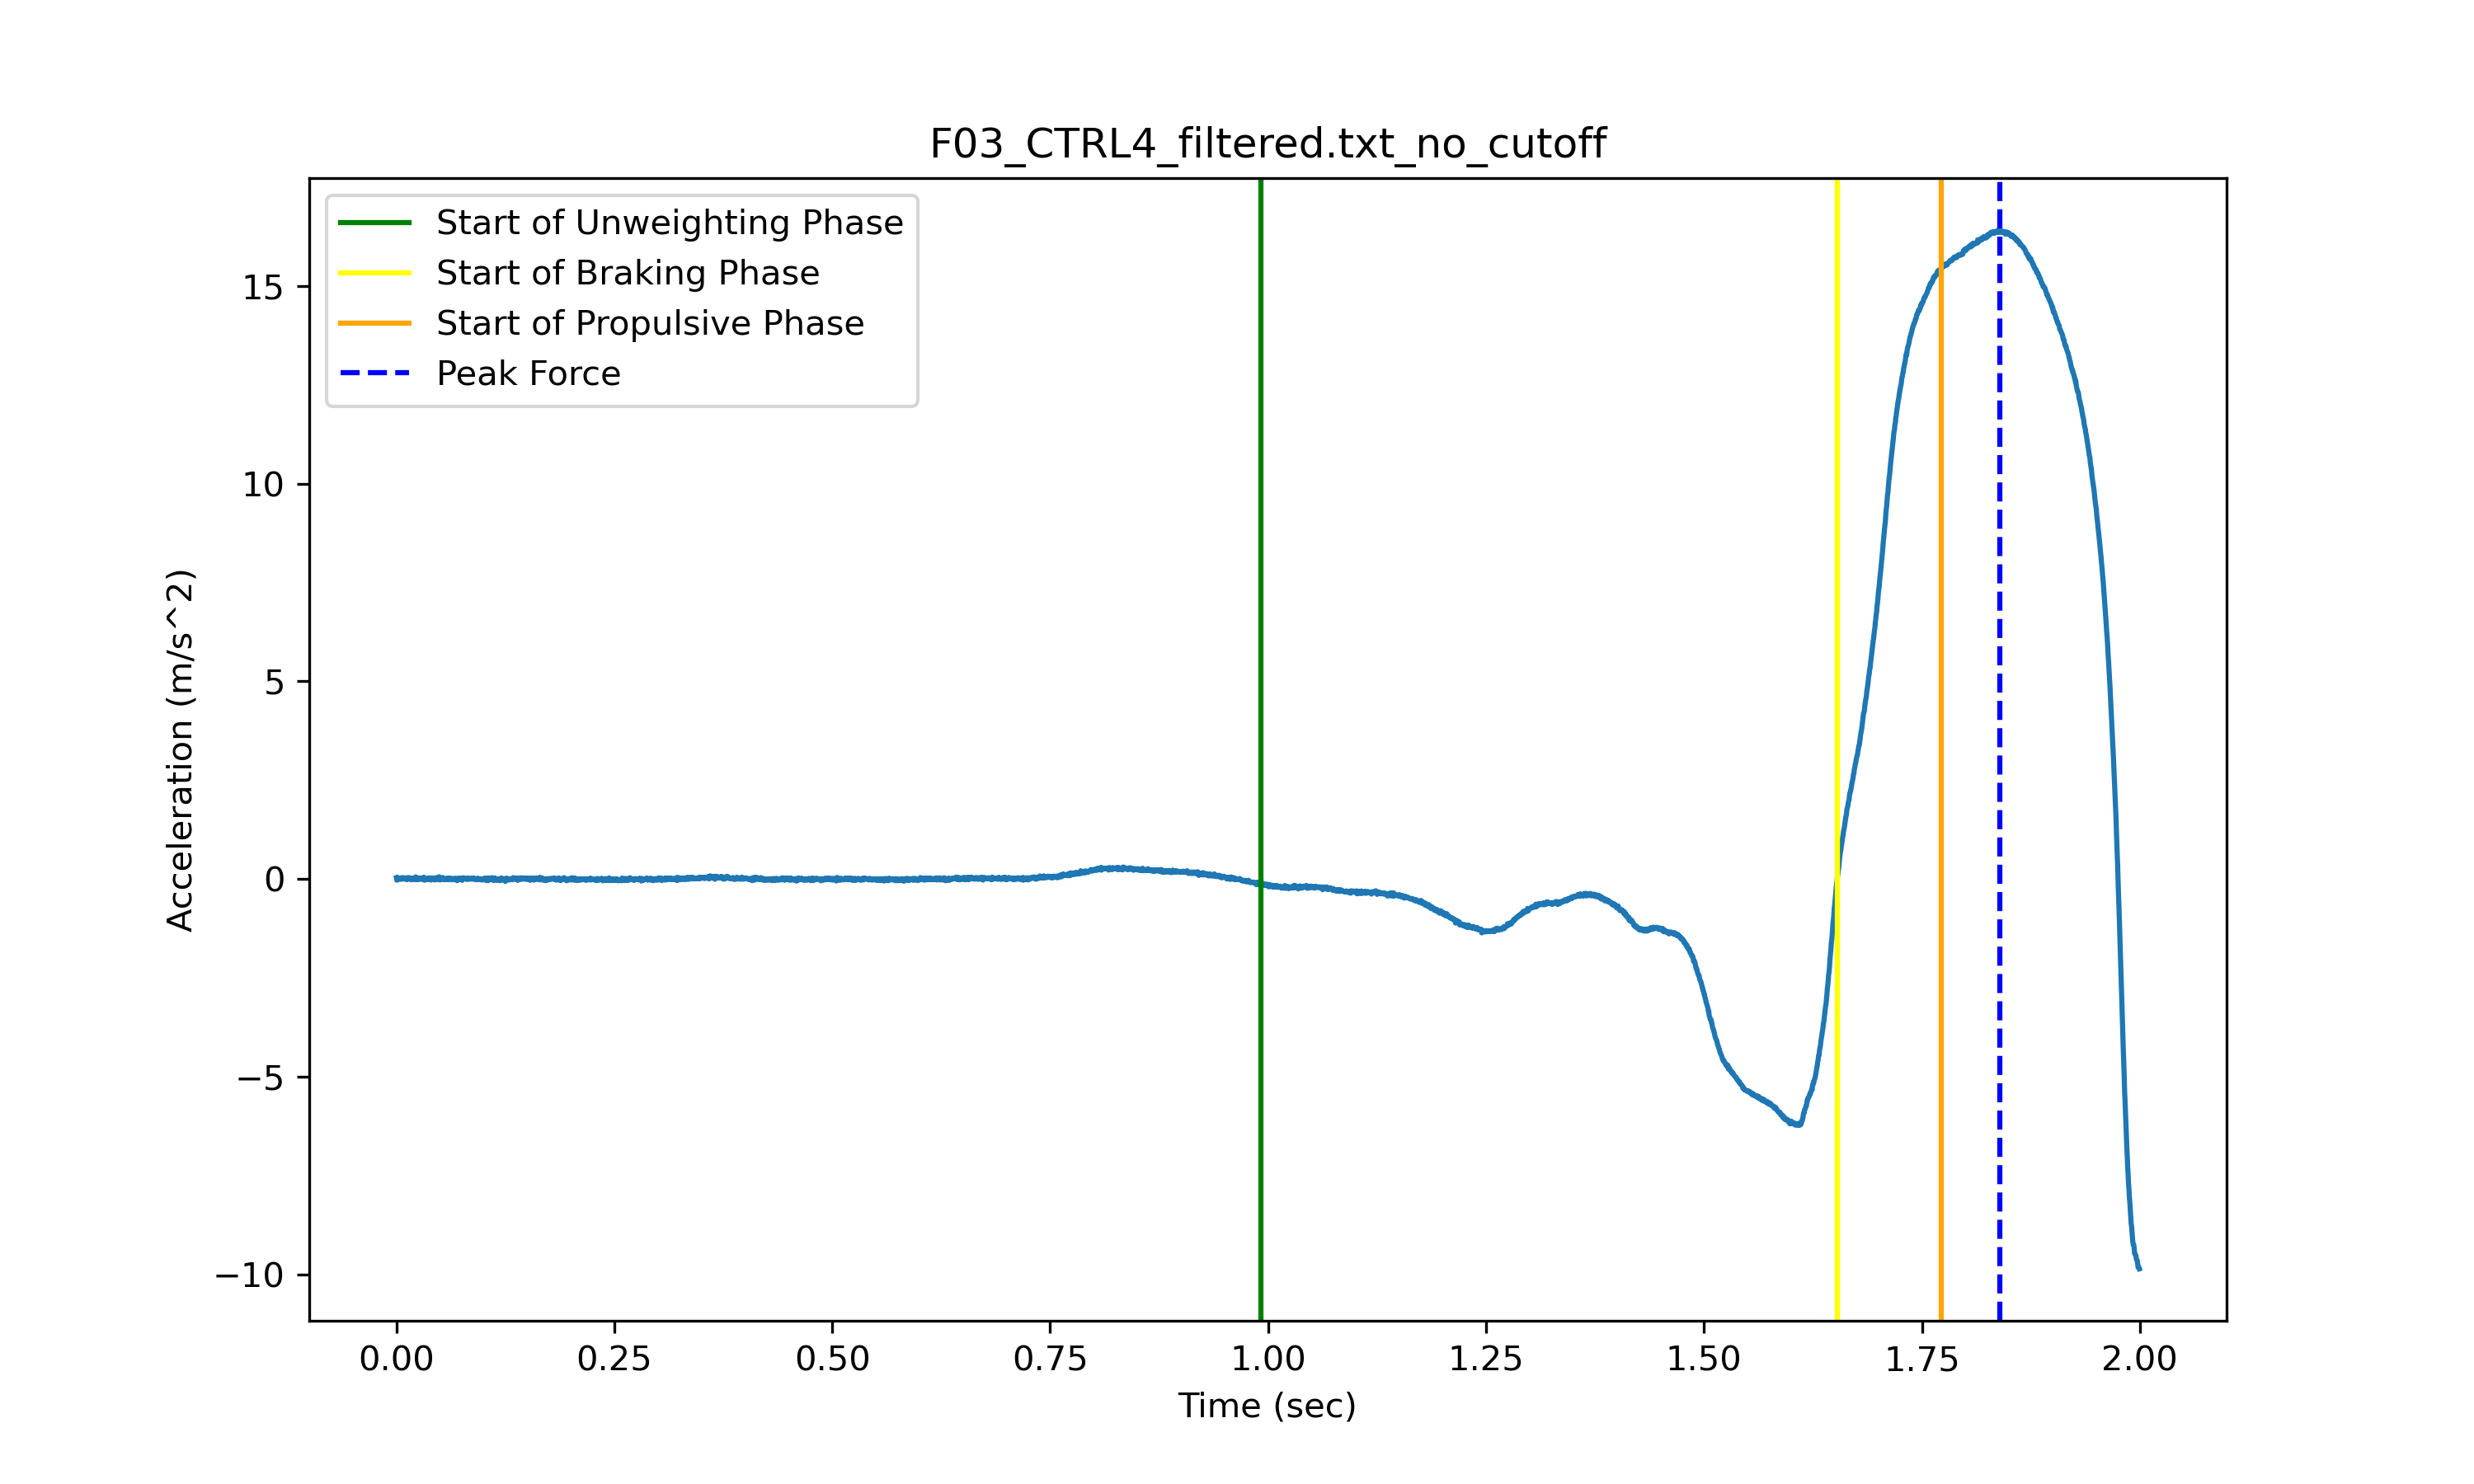 F03_CTRL4_filtered.txt_no_cutoff
Start of Unweighting Phase
Start of Braking Phase
Start of Propulsive Phase
Peak Force
Acceleration (m/s^2)
15
10
5
0
−5
−10
0.00 0.25 0.50 0.75 1.00 1.25 1.50 1.75 2.00
Time (sec)